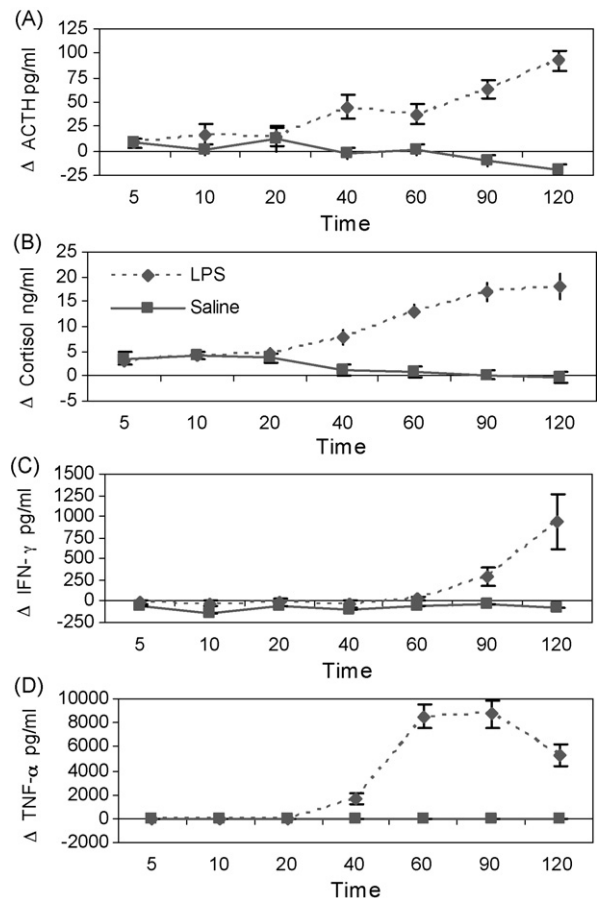 (A)
Δ ACTH pg/ml
125
100
75
50
25
0
-25
5 10 20 40 60 90 120
Time
(B)
Δ Cortisol ng/ml
25
20
15
10
5
0
-5
LPS
Saline
5 10 20 40 60 90 120
Time
(C)
Δ IFN-γ pg/ml
1500
1250
1000
750
500
250
0
-250
5 10 20 40 60 90 120
Time
(D)
Δ TNF-α pg/ml
10000
8000
6000
4000
2000
0
-2000
5 10 20 40 60 90 120
Time